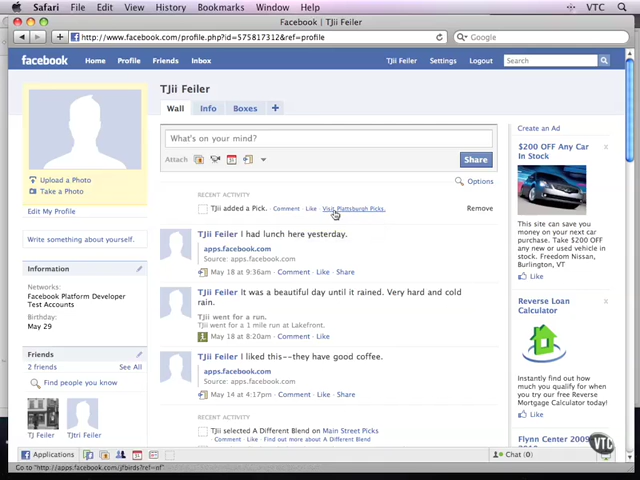 Safari File Edit View History Bookmarks Window Help VTC
Facebook | TJii Feiler
http://www.facebook.com/profile.php?id=575817312&ref=profile
Google
facebook Home Profile Friends Inbox TJii Feiler Settings Logout Search
TJii Feiler
Wall Info Boxes +
What's on your mind?
Attach 31 Share
Options
RECENT ACTIVITY
TJii added a Pick. · Comment · Like · Visit Plattsburgh Picks. Remove
TJii Feiler I had lunch here yesterday.
apps.facebook.com
Source: apps.facebook.com
May 18 at 9:36am · Comment · Like · Share
TJii Feiler It was a beautiful day until it rained. Very hard and cold
rain.
TJii went for a run.
TJii went for a 1 mile run at Lakefront.
May 18 at 8:20am · Comment · Like
TJii Feiler I liked this--they have good coffee.
apps.facebook.com
Source: apps.facebook.com
May 14 at 4:17pm · Comment · Like · Share
RECENT ACTIVITY
TJii selected A Different Blend on Main Street Picks
· Comment · Like · Find out more about A Different Blend
Upload a Photo
Take a Photo
Edit My Profile
Write something about yourself.
Information
Networks:
Facebook Platform Developer
Test Accounts
Birthday:
May 29
Friends
2 friends See All
Find people you know
TJ Feiler TJtri Feiler
Create an Ad
$200 OFF Any Car
In Stock
This site can save you
money on your next car
purchase. Take an
additional $200 off your
invoice. Freedom Nissan,
Burlington, VT
Like
Reverse Loan
Calculator
Instantly find out how
much you qualify for
when you try our free
Reverse Mortgage
Calculator today!
Like
Flynn Center 2009
VTC
Applications
Chat (0)
Go to "http://apps.facebook.com/jfbirds?ref=nf"